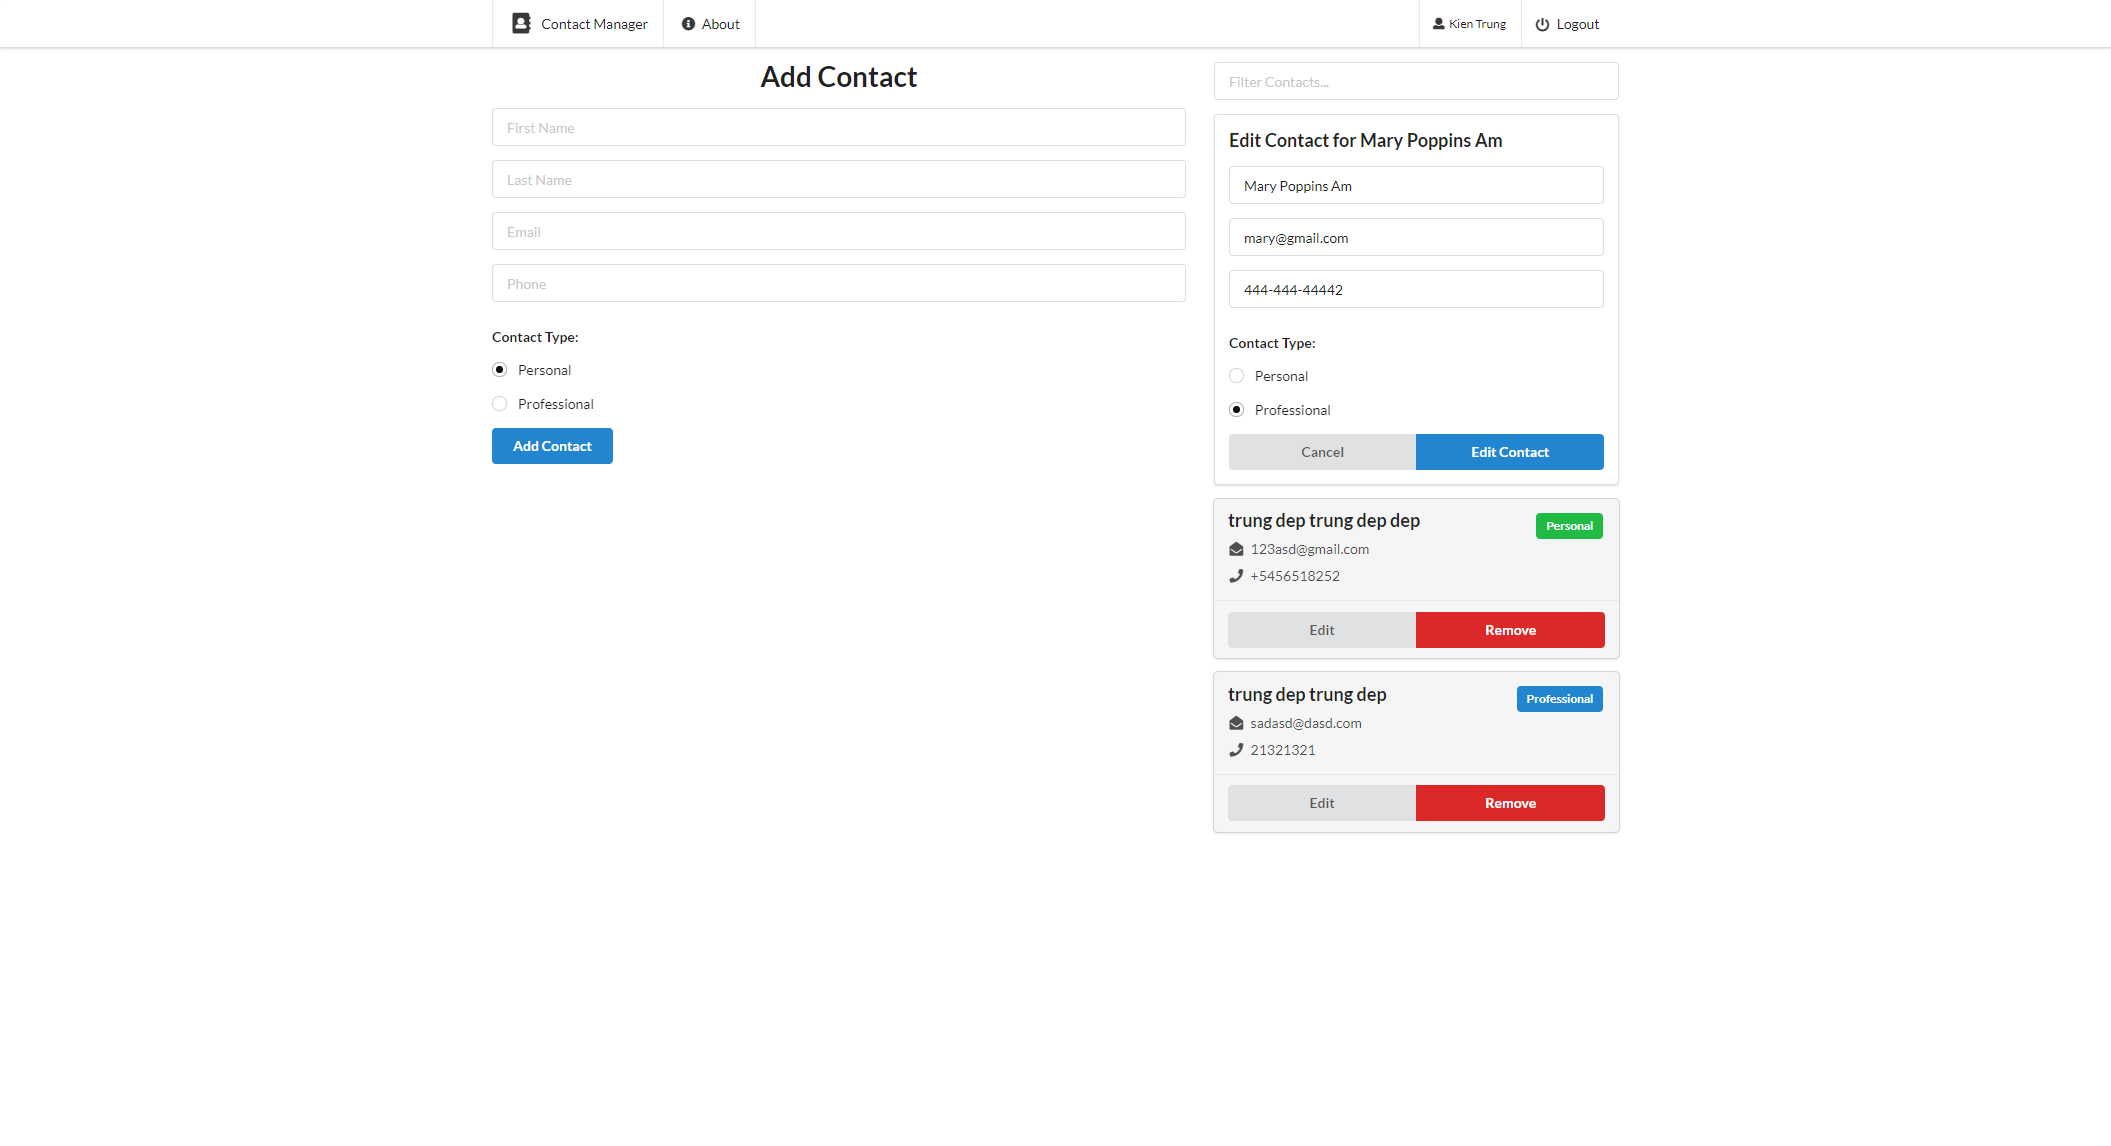 Contact Manager
About
Kien Trung
Logout
Add Contact
First Name
Last Name
Email
Phone
Contact Type:
Personal
Professional
Add Contact
Filter Contacts...
Edit Contact for Mary Poppins Am
Mary Poppins Am
mary@gmail.com
444-444-44442
Contact Type:
Personal
Professional
Cancel
Edit Contact
trung dep trung dep dep
Personal
123asd@gmail.com
+5456518252
Edit
Remove
trung dep trung dep
Professional
sadasd@dasd.com
21321321
Edit
Remove